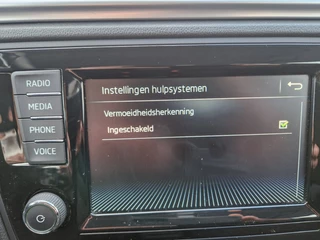 RADIO
MEDIA
PHONE
VOICE
Instellingen hulpsystemen
Vermoeidheidsherkenning
Ingeschakeld